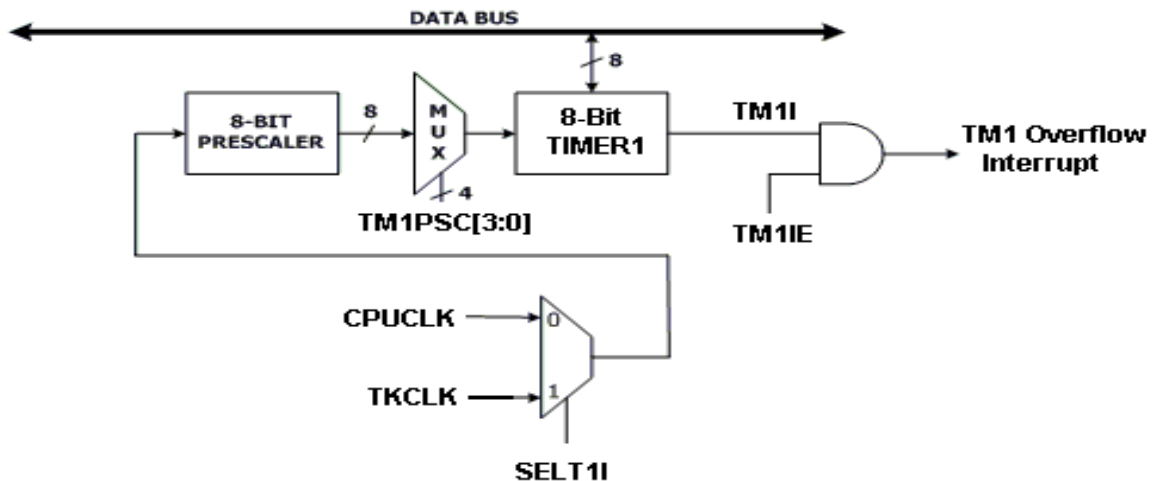 DATA BUS
8
8-BIT
PRESCALER
8
M
U
X
4
TM1PSC[3:0]
8-Bit
TIMER1
TM1I
TM1IE
TM1 Overflow
Interrupt
CPUCLK
0
TKCLK
1
SELT1I